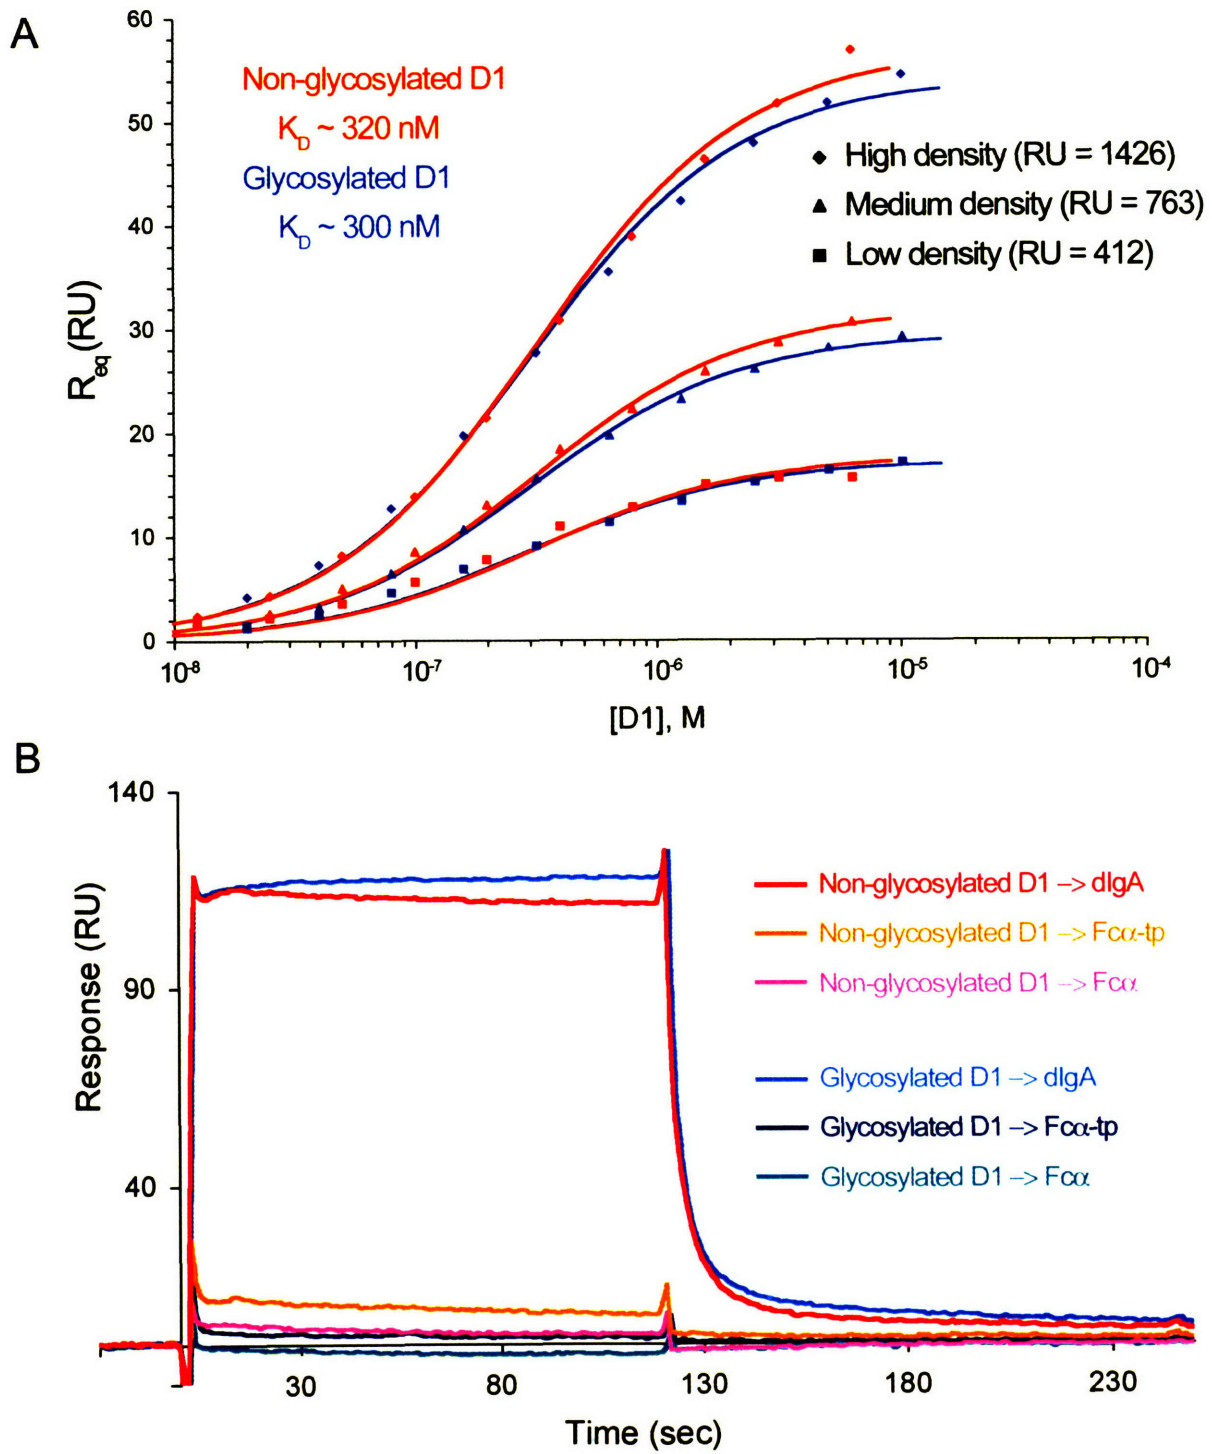 A
60
50
40
30
20
10
0
R_eq(RU)
Non-glycosylated D1
K_D ~ 320 nM
Glycosylated D1
K_D ~ 300 nM
High density (RU = 1426)
Medium density (RU = 763)
Low density (RU = 412)
10⁻⁸ 10⁻⁷ 10⁻⁶ 10⁻⁵ 10⁻⁴
[D1], M
B
140
90
40
Response (RU)
Non-glycosylated D1 –> dIgA
Non-glycosylated D1 –> Fcα-tp
Non-glycosylated D1 –> Fcα
Glycosylated D1 –> dIgA
Glycosylated D1 –> Fcα-tp
Glycosylated D1 –> Fcα
30 80 130 180 230
Time (sec)